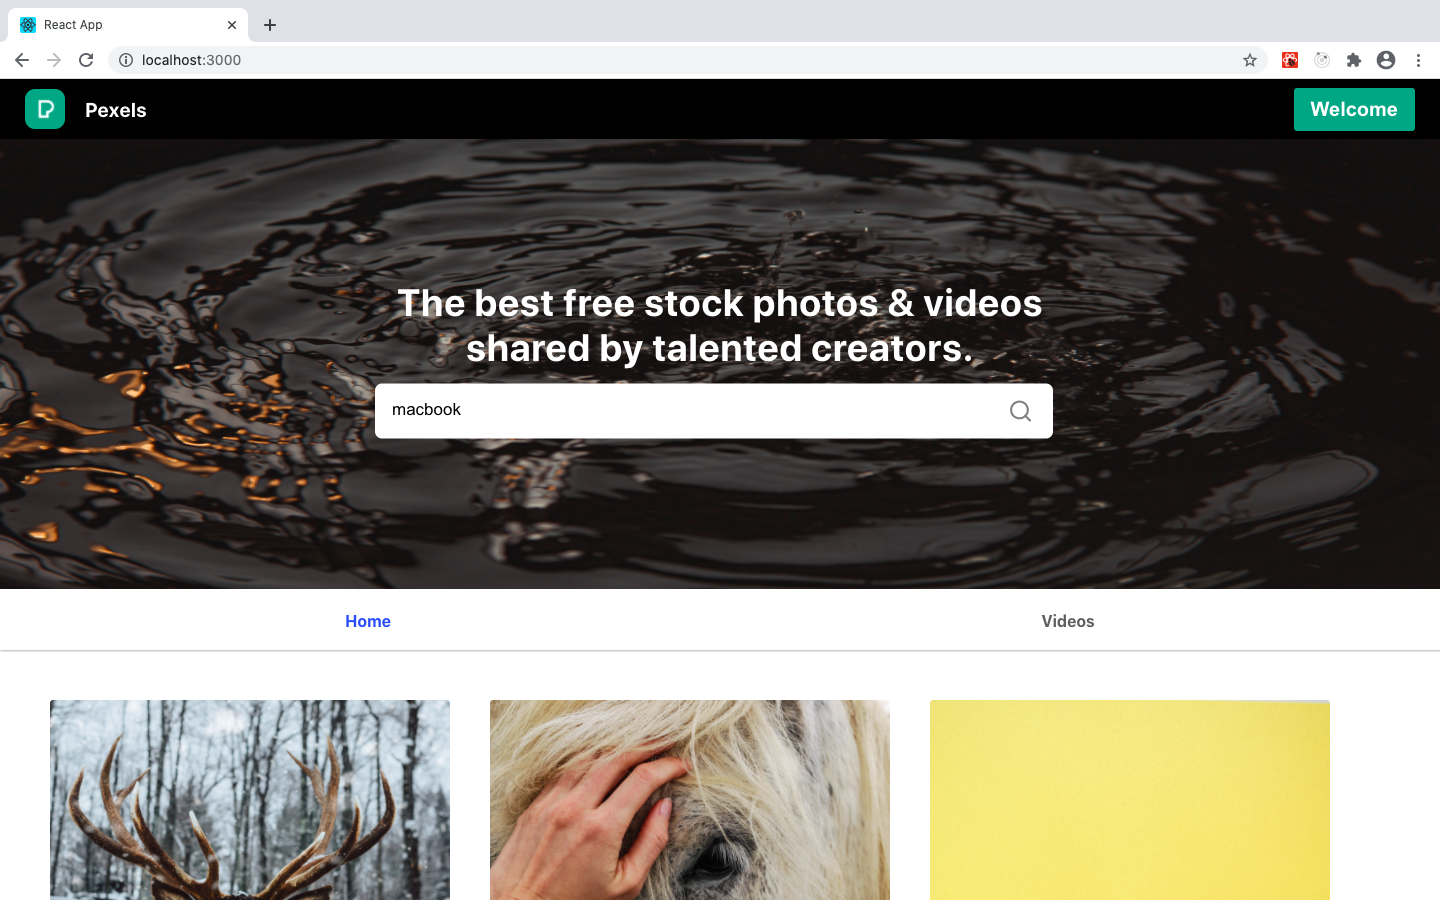 React App
localhost:3000
Pexels
Welcome
The best free stock photos & videos
shared by talented creators.
macbook
Home
Videos